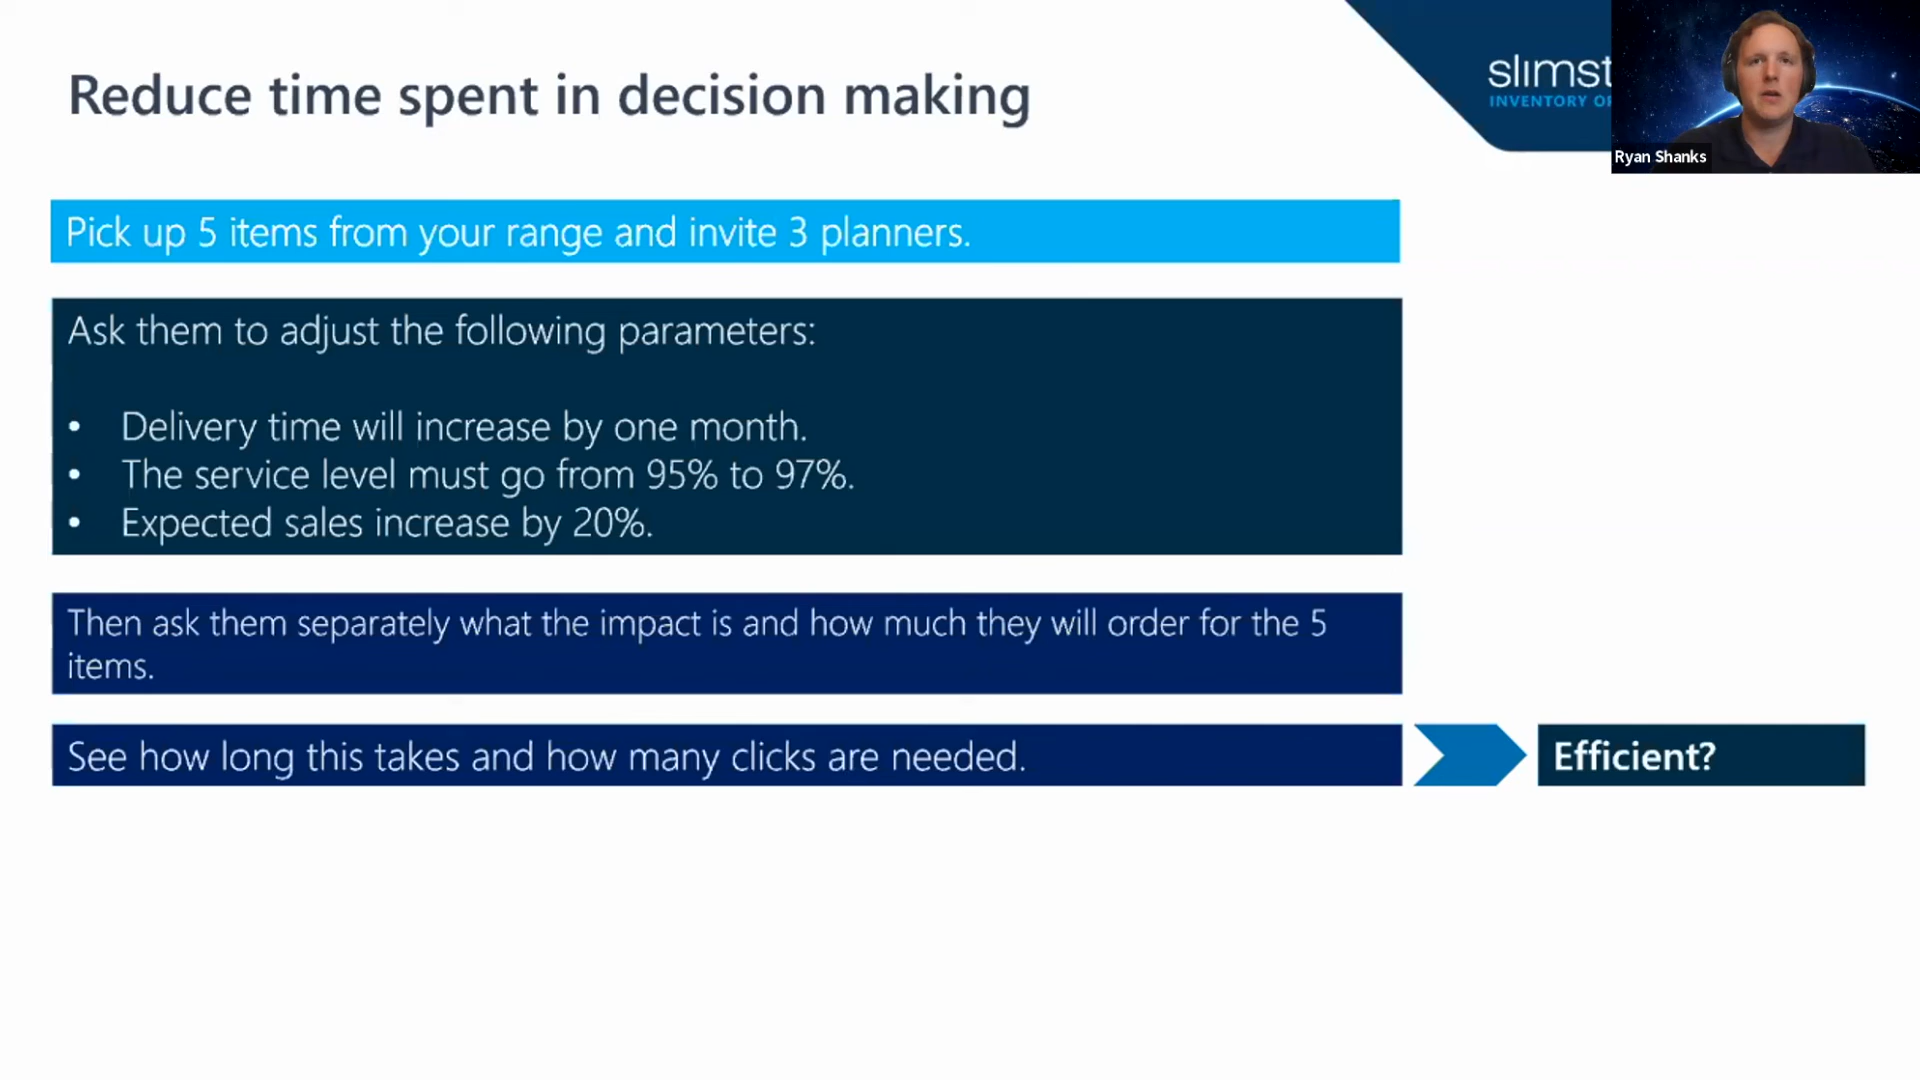 Reduce time spent in decision making
slimst
INVENTORY OP
Ryan Shanks
Pick up 5 items from your range and invite 3 planners.
Ask them to adjust the following parameters:
• Delivery time will increase by one month.
• The service level must go from 95% to 97%.
• Expected sales increase by 20%.
Then ask them separately what the impact is and how much they will order for the 5
items.
See how long this takes and how many clicks are needed.
Efficient?